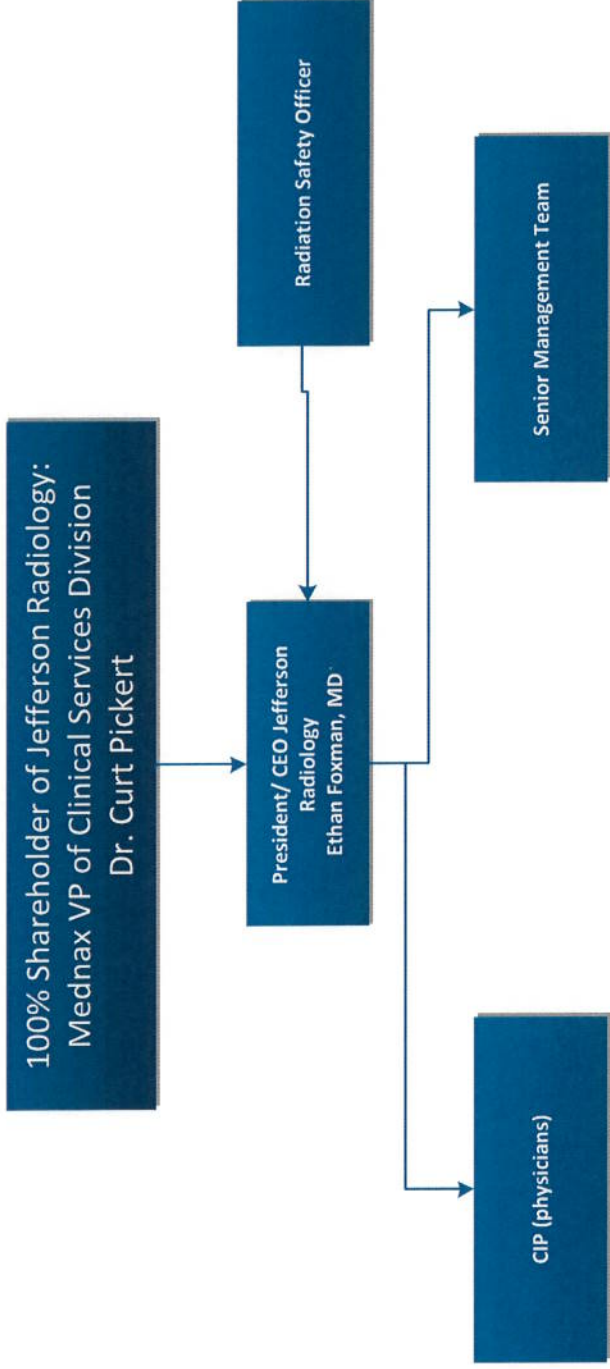 100% Shareholder of Jefferson Radiology:
Mednax VP of Clinical Services Division
Dr. Curt Pickert
Radiation Safety Officer
President/ CEO Jefferson
Radiology
Ethan Foxman, MD
CIP (physicians)
Senior Management Team